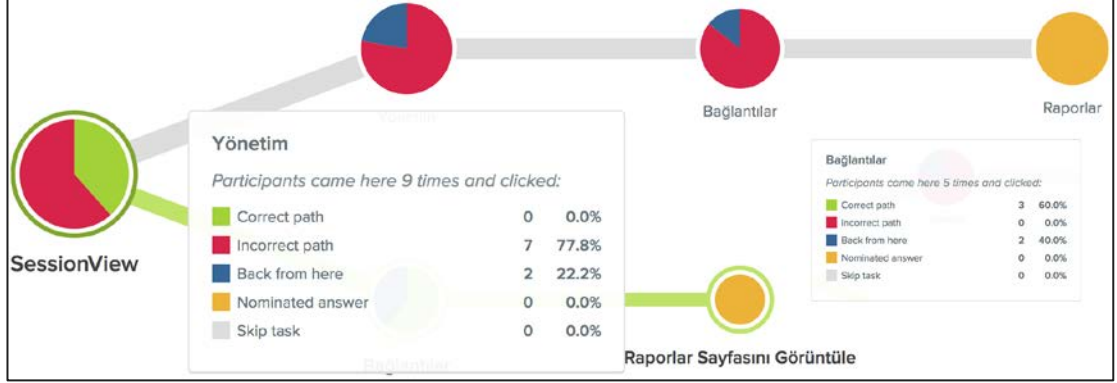 Bağlantılar
Raporlar
Yönetim
Yönetim
Participants came here 9 times and clicked:
Correct path 0 0.0%
Incorrect path 7 77.8%
Back from here 2 22.2%
Nominated answer 0 0.0%
Skip task 0 0.0%
Bağlantılar
Participants came here 5 times and clicked:
Correct path 3 60.0%
Incorrect path 0 0.0%
Back from here 2 40.0%
Nominated answer 0 0.0%
Skip task 0 0.0%
SessionView
Raporlar Sayfasını Görüntüle
Bağlantılar